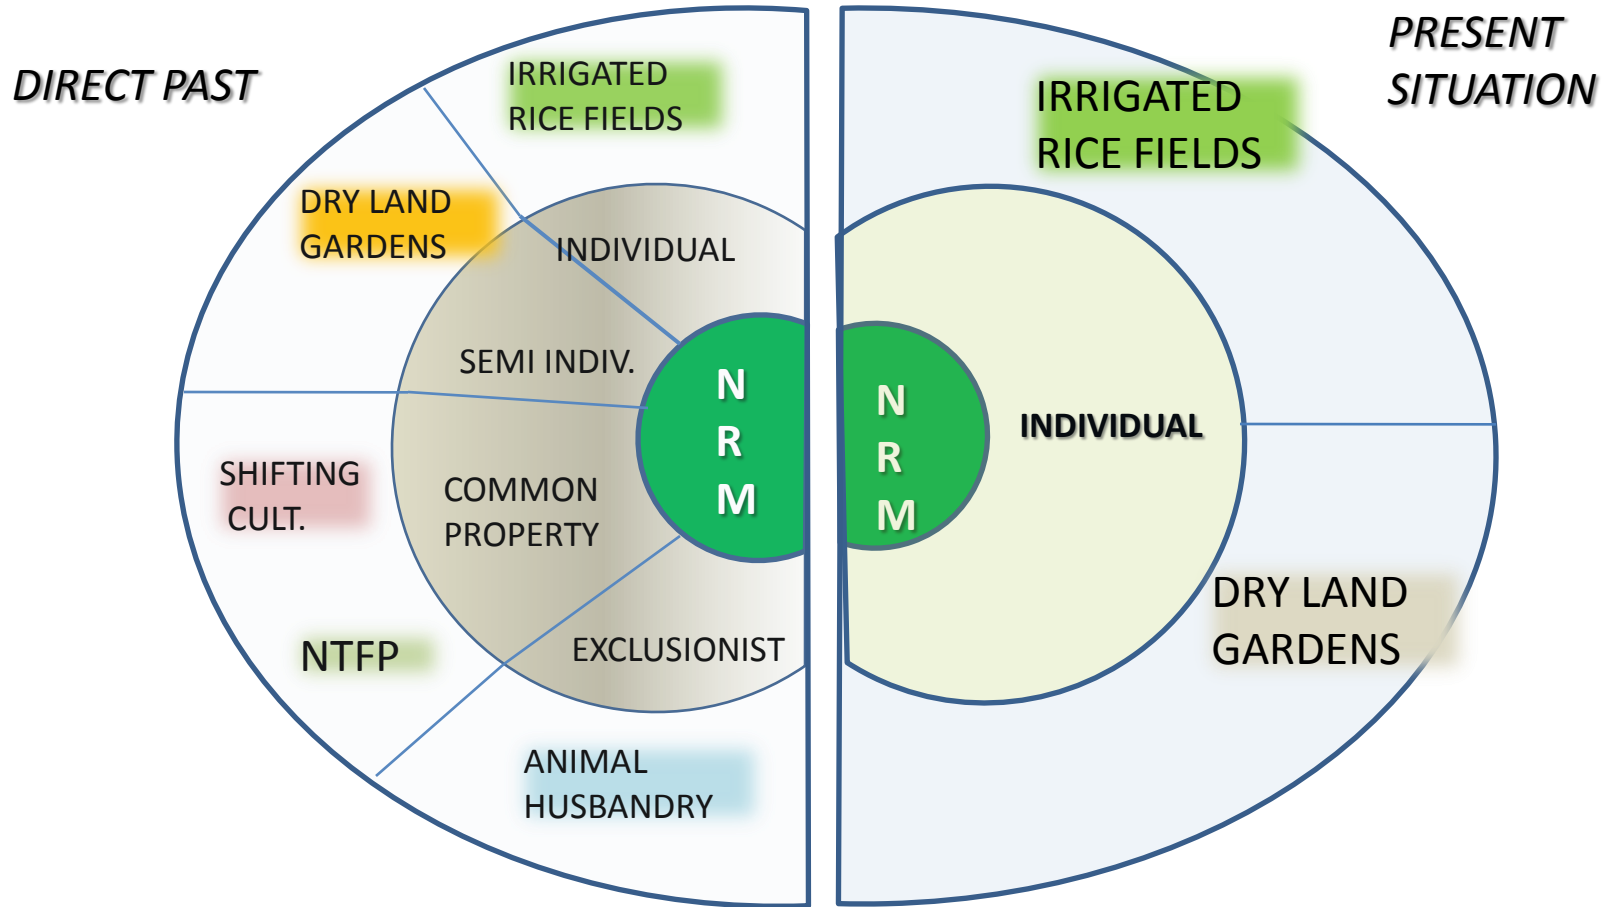 DIRECT PAST
IRRIGATED
RICE FIELDS
DRY LAND
GARDENS
INDIVIDUAL
SEMI INDIV.
N
R
M
SHIFTING
CULT.
COMMON
PROPERTY
NTFP
EXCLUSIONIST
ANIMAL
HUSBANDRY
PRESENT
SITUATION
IRRIGATED
RICE FIELDS
N
R
M
INDIVIDUAL
DRY LAND
GARDENS